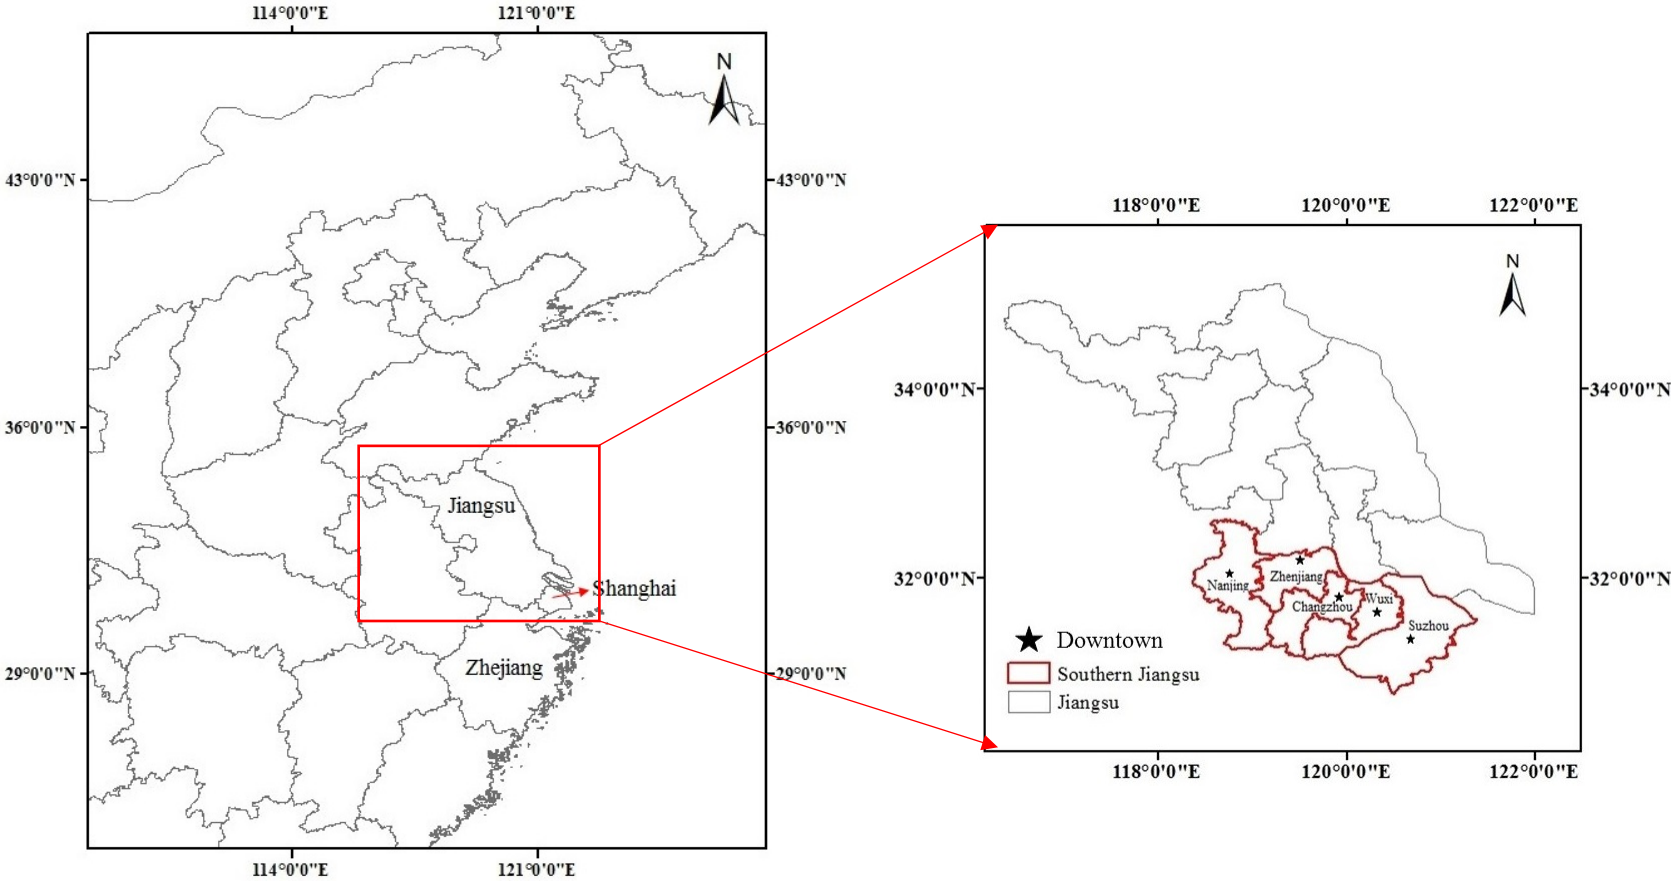 114°0'0"E
121°0'0"E
N
43°0'0"N
43°0'0"N
36°0'0"N
36°0'0"N
Jiangsu
Shanghai
Zhejiang
29°0'0"N
29°0'0"N
114°0'0"E
121°0'0"E
118°0'0"E
120°0'0"E
122°0'0"E
N
34°0'0"N
34°0'0"N
32°0'0"N
32°0'0"N
Nanjing
Zhenjiang
Changzhou
Wuxi
Suzhou
Downtown
Southern Jiangsu
Jiangsu
118°0'0"E
120°0'0"E
122°0'0"E